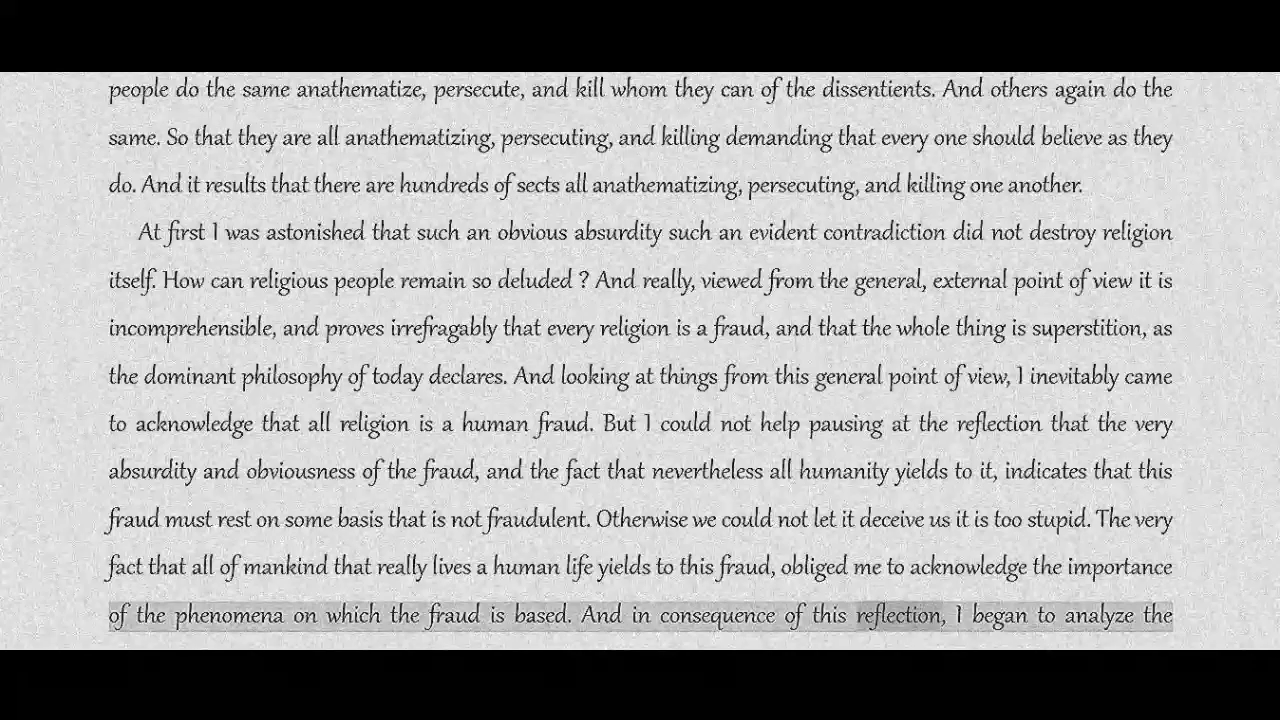 people do the same anathematize, persecute, and kill whom they can of the dissentients. And others again do the
same. So that they are all anathematizing, persecuting, and killing demanding that every one should believe as they
do. And it results that there are hundreds of sects all anathematizing, persecuting, and killing one another.
At first I was astonished that such an obvious absurdity such an evident contradiction did not destroy religion
itself. How can religious people remain so deluded ? And really, viewed from the general, external point of view it is
incomprehensible, and proves irrefragably that every religion is a fraud, and that the whole thing is superstition, as
the dominant philosophy of today declares. And looking at things from this general point of view, I inevitably came
to acknowledge that all religion is a human fraud. But I could not help pausing at the reflection that the very
absurdity and obviousness of the fraud, and the fact that nevertheless all humanity yields to it, indicates that this
fraud must rest on some basis that is not fraudulent. Otherwise we could not let it deceive us it is too stupid. The very
fact that all of mankind that really lives a human life yields to this fraud, obliged me to acknowledge the importance
of the phenomena on which the fraud is based. And in consequence of this reflection, I began to analyze the